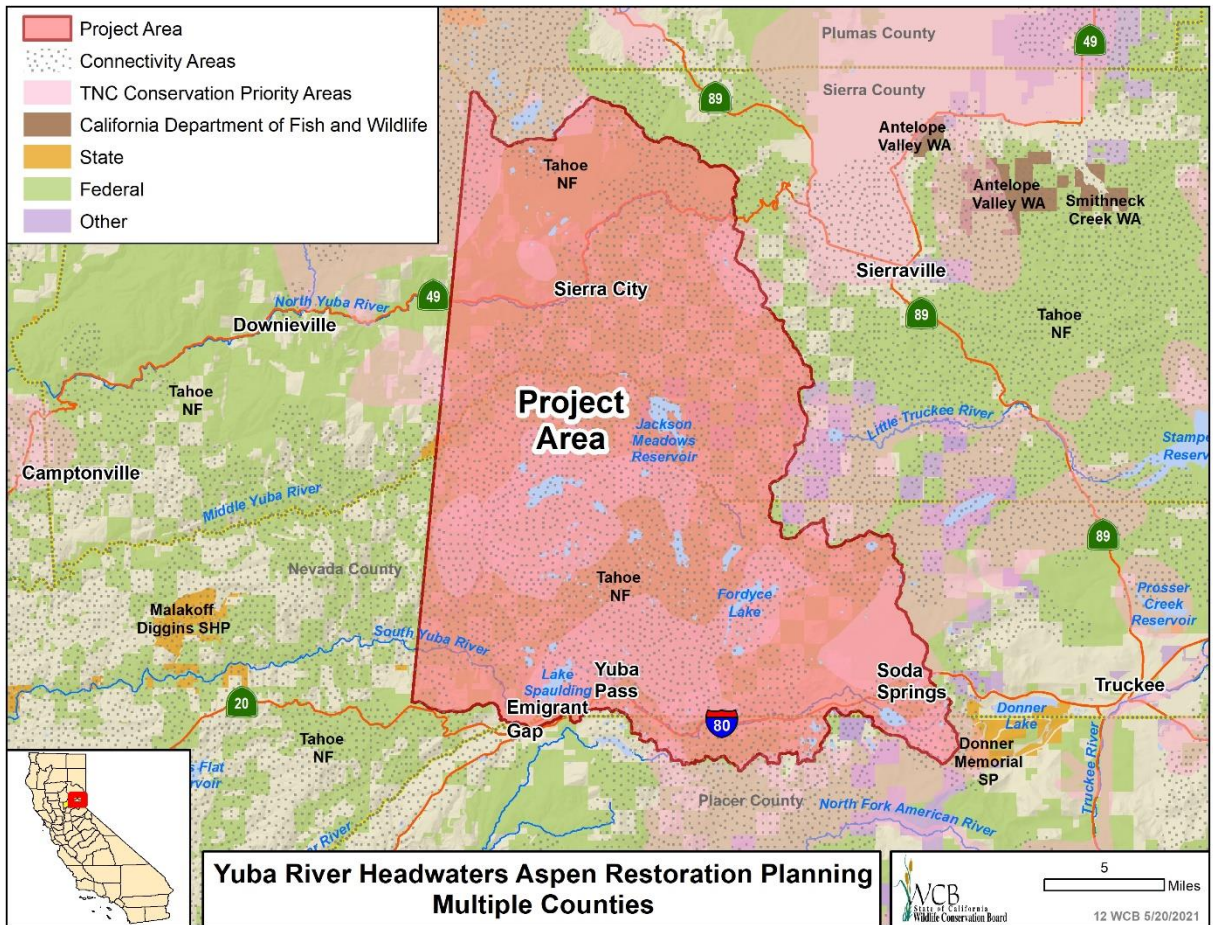 Project Area
Connectivity Areas
TNC Conservation Priority Areas
California Department of Fish and Wildlife
State
Federal
Other
Plumas County
Sierra County
49
89
Antelope
Valley WA
Antelope
Valley WA
Smithneck
Creek WA
Tahoe
NF
Sierra City
Sierraville
49
North Yuba River
Downieville
89
Tahoe
NF
Tahoe
NF
Project
Area
Jackson
Meadows
Reservoir
Little Truckee River
Camptonville
Middle Yuba River
89
Nevada County
Tahoe
NF
Fordyce
Lake
Prosser
Creek
Reservoir
Malakoff
Diggins SHP
South Yuba River
Lake
Spaulding
Yuba
Pass
Soda
Springs
Truckee
20
Emigrant
Gap
80
Donner
Lake
Tahoe
NF
Donner
Memorial
SP
Truckee River
Placer County
North Fork American River
River
Yuba River Headwaters Aspen Restoration Planning
Multiple Counties
WCB
State of California
Wildlife Conservation Board
5
Miles
12 WCB 5/20/2021